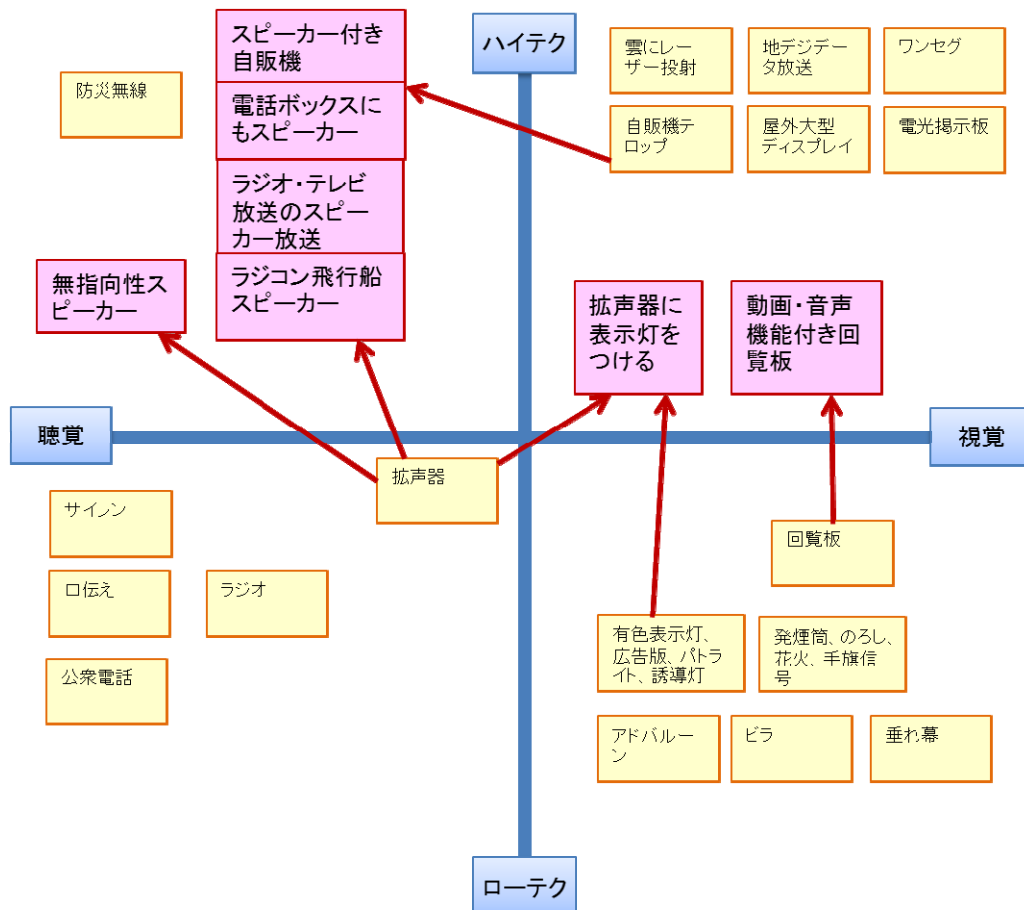 スピーカー付き
自販機
ハイテク
雲にレー
ザー投射
地デジデー
タ放送
ワンセグ
防災無線
電話ボックスに
もスピーカー
自販機テ
ロップ
屋外大型
ディスプレイ
電光掲示板
ラジオ・テレビ
放送のスピー
カー放送
無指向性ス
ピーカー
ラジコン飛行船
スピーカー
拡声器に
表示灯を
つける
動画・音声
機能付き回
覧板
聴覚
視覚
拡声器
サイレン
回覧板
口伝え
ラジオ
有色表示灯、
広告版、パトラ
イト、誘導灯
発煙筒、のろし、
花火、手旗信
号
公衆電話
アドバルー
ン
ビラ
垂れ幕
ローテク